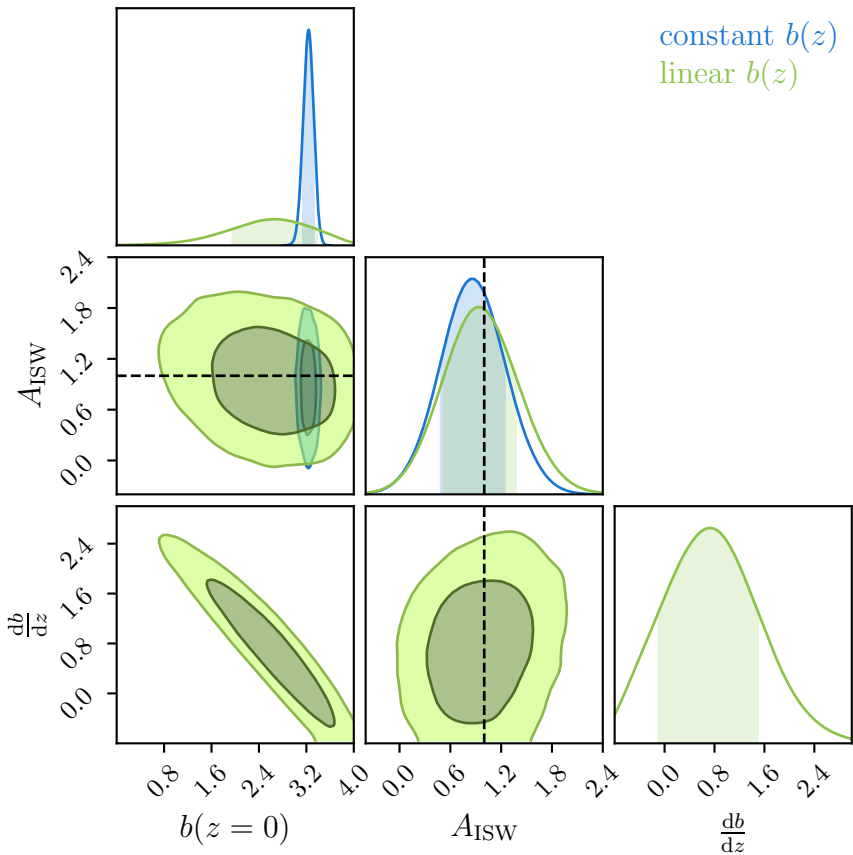 constant b(z)
linear b(z)
2.4
1.8
1.2
0.6
0.0
A_ISW
2.4
1.6
0.8
0.0
db/dz
0.8 1.6 2.4 3.2 4.0
0.0 0.6 1.2 1.8 2.4
0.0 0.8 1.6 2.4
b(z = 0)
A_ISW
db/dz